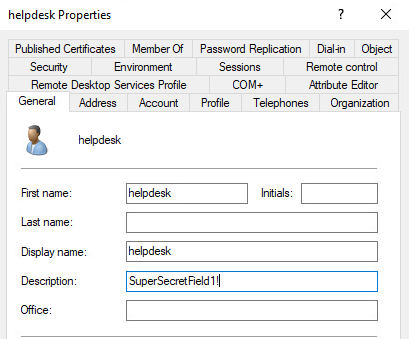 helpdesk Properties ? ×
Published Certificates Member Of Password Replication Dial-in Object
Security Environment Sessions Remote control
Remote Desktop Services Profile COM+ Attribute Editor
General Address Account Profile Telephones Organization
helpdesk
First name: helpdesk Initials:
Last name:
Display name: helpdesk
Description: SuperSecretField1!
Office: